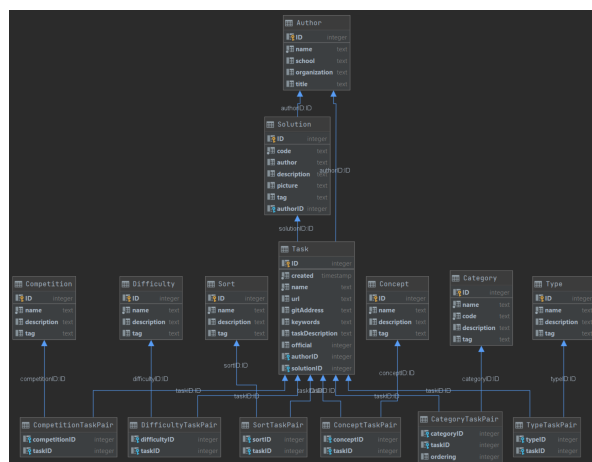 Author
ID integer
name text
school text
organization text
title text
authorID:ID
Solution
ID integer
code text
author text
description text
picture text
tag text
authorID integer
authorID:ID
solutionID:ID
Task
ID integer
created timestamp
name text
url text
gitAddress text
keywords text
taskDescription text
official integer
authorID integer
solutionID integer
Competition
ID integer
name text
description text
tag text
Difficulty
ID integer
name text
description text
tag text
Sort
ID integer
name text
description text
tag text
Concept
ID integer
name text
description text
tag text
Category
ID integer
name text
code text
description text
tag text
Type
ID integer
name text
description text
tag text
competitionID:ID
difficultyID:ID
sortID:ID
conceptID:ID
categoryID:ID
typeID:ID
taskID:ID
CompetitionTaskPair
competitionID integer
taskID integer
DifficultyTaskPair
difficultyID integer
taskID integer
SortTaskPair
sortID integer
taskID integer
ConceptTaskPair
conceptID integer
taskID integer
CategoryTaskPair
categoryID integer
taskID integer
ordering integer
TypeTaskPair
typeID integer
taskID integer